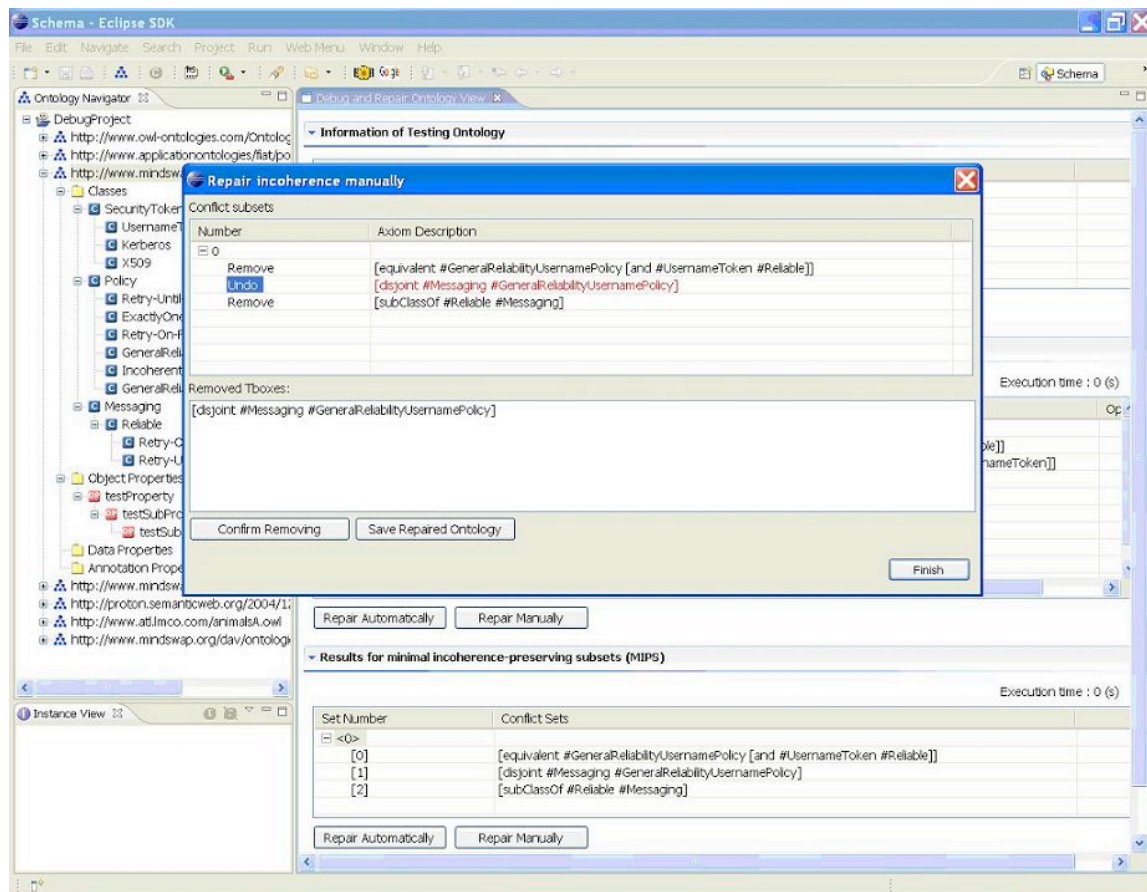 Schema - Eclipse SDK
File Edit Navigate Search Project Run Web Menu Window Help
Schema
Ontology Navigator
Debug and Repair Ontology View
DebugProject
http://www.owl-ontologies.com/Ontolog
http://www.applicationontologies/fiat/po
http://www.mindsw
Classes
SecurityToken
UsernameT
Kerberos
X509
Policy
Retry-Until
ExactlyOne
Retry-On-F
GeneralReli
Incoherent
GeneralReli
Messaging
Reliable
Retry-O
Retry-U
Object Properties
testProperty
testSubPro
testSub
Data Properties
Annotation Prope
http://www.mindswa
http://proton.semanticweb.org/2004/12
http://www.atl.lmco.com/animalsA.owl
http://www.mindswap.org/dav/ontologi
Instance View
Information of Testing Ontology
Repair incoherence manually
Conflict subsets
Number Axiom Description
0
Remove [equivalent #GeneralReliabilityUsernamePolicy [and #UsernameToken #Reliable]]
Undo [disjoint #Messaging #GeneralReliabilityUsernamePolicy]
Remove [subClassOf #Reliable #Messaging]
Removed Tboxes:
[disjoint #Messaging #GeneralReliabilityUsernamePolicy]
Confirm Removing Save Repaired Ontology
Finish
Execution time : 0 (s)
Op
ble]]
nameToken]]
Repair Automatically Repair Manually
Results for minimal incoherence-preserving subsets (MIPS)
Execution time : 0 (s)
Set Number Conflict Sets
<0>
[0] [equivalent #GeneralReliabilityUsernamePolicy [and #UsernameToken #Reliable]]
[1] [disjoint #Messaging #GeneralReliabilityUsernamePolicy]
[2] [subClassOf #Reliable #Messaging]
Repair Automatically Repair Manually